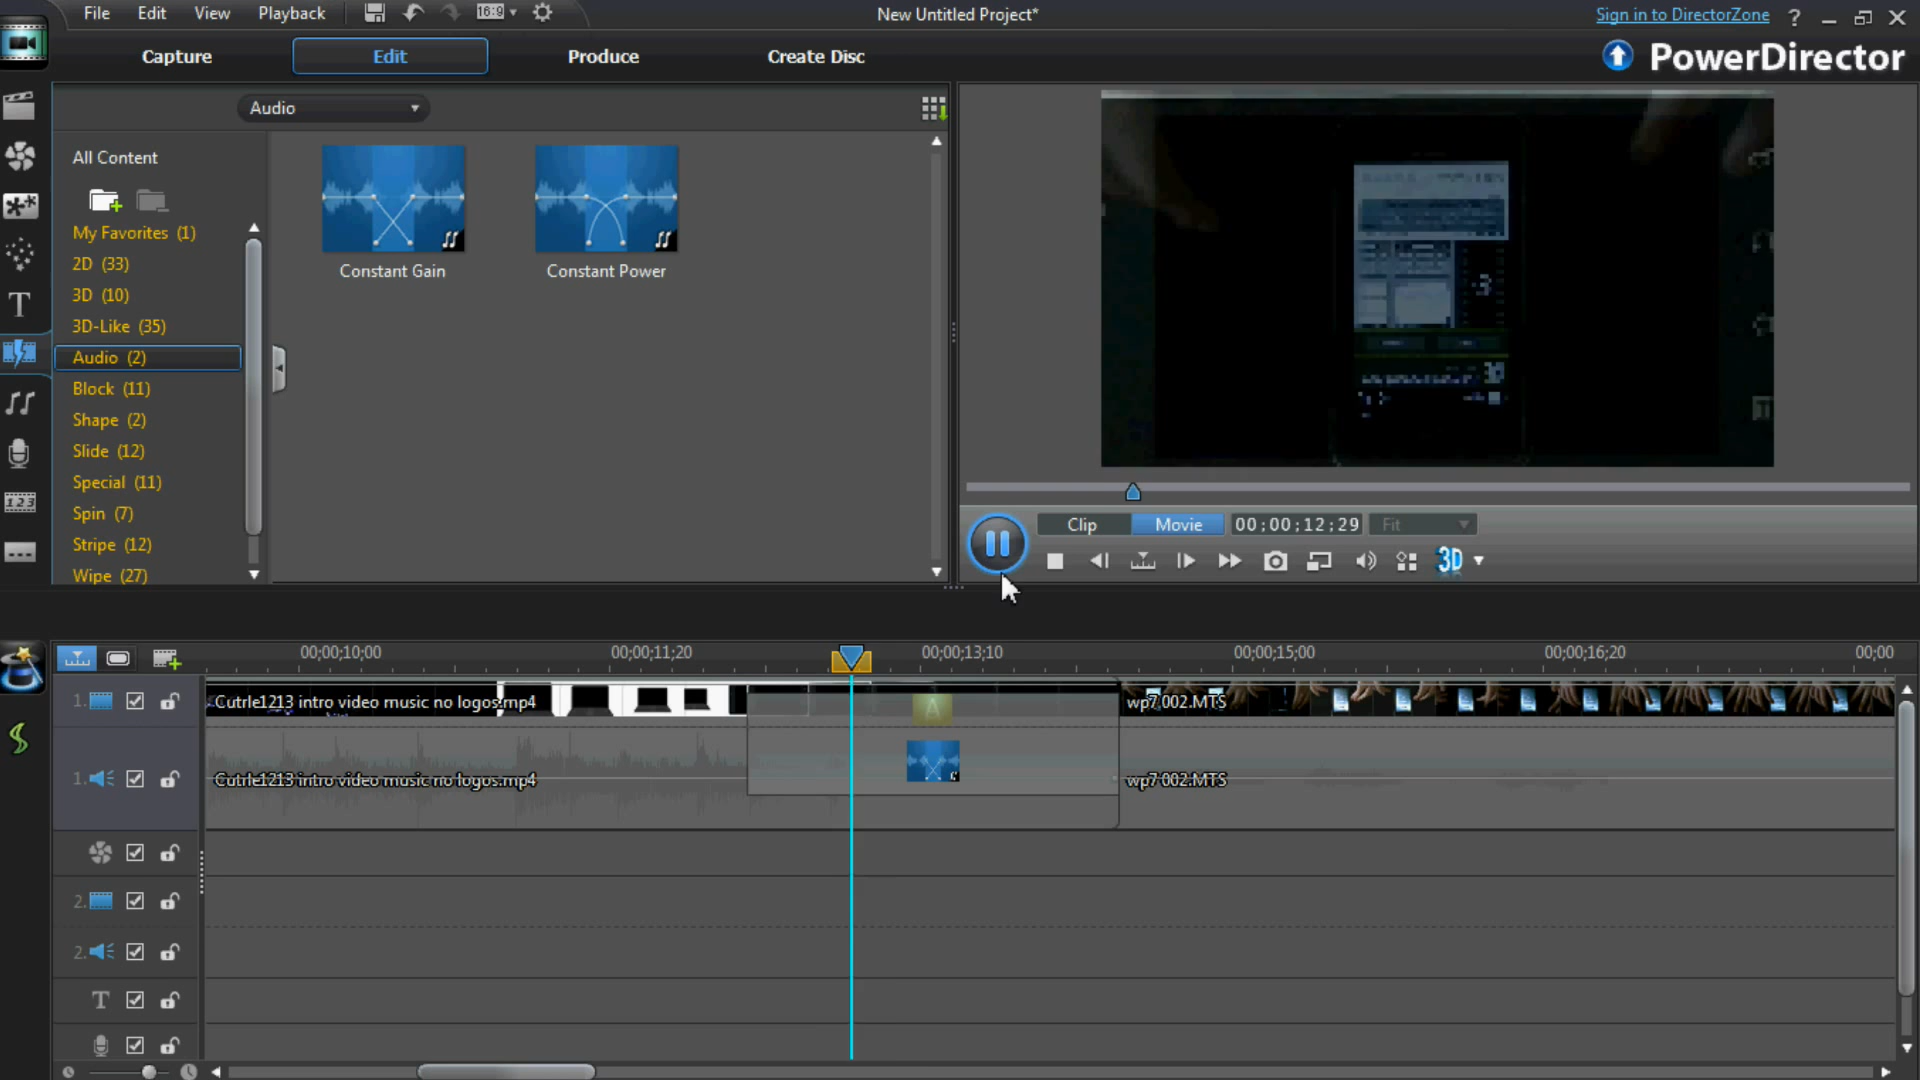 File Edit View Playback 16:9 New Untitled Project* Sign in to DirectorZone ?
Capture Edit Produce Create Disc PowerDirector
Audio
All Content
My Favorites (1)
2D (33)
3D (10)
3D-Like (35)
Audio (2)
Block (11)
Shape (2)
Slide (12)
Special (11)
Spin (7)
Stripe (12)
Wipe (27)
Constant Gain Constant Power
T
1 2 3
Clip Movie 00;00;12;29 Fit
3D
00;00;10;00 00;00;11;20 00;00;13;10 00;00;15;00 00;00;16;20 00;00
1. Cutrle1213 intro video music no logos.mp4 A wp7 002.MTS
1. Cutrle1213 intro video music no logos.mp4 wp7 002.MTS
2.
2.
T